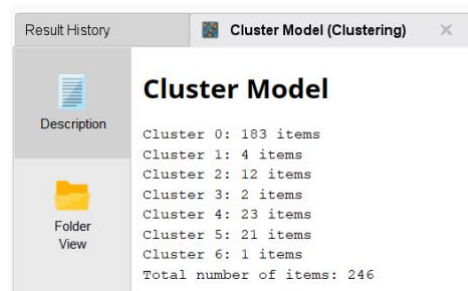 Result History
Cluster Model (Clustering)
Description
Folder
View
Cluster Model
Cluster 0: 183 items
Cluster 1: 4 items
Cluster 2: 12 items
Cluster 3: 2 items
Cluster 4: 23 items
Cluster 5: 21 items
Cluster 6: 1 items
Total number of items: 246